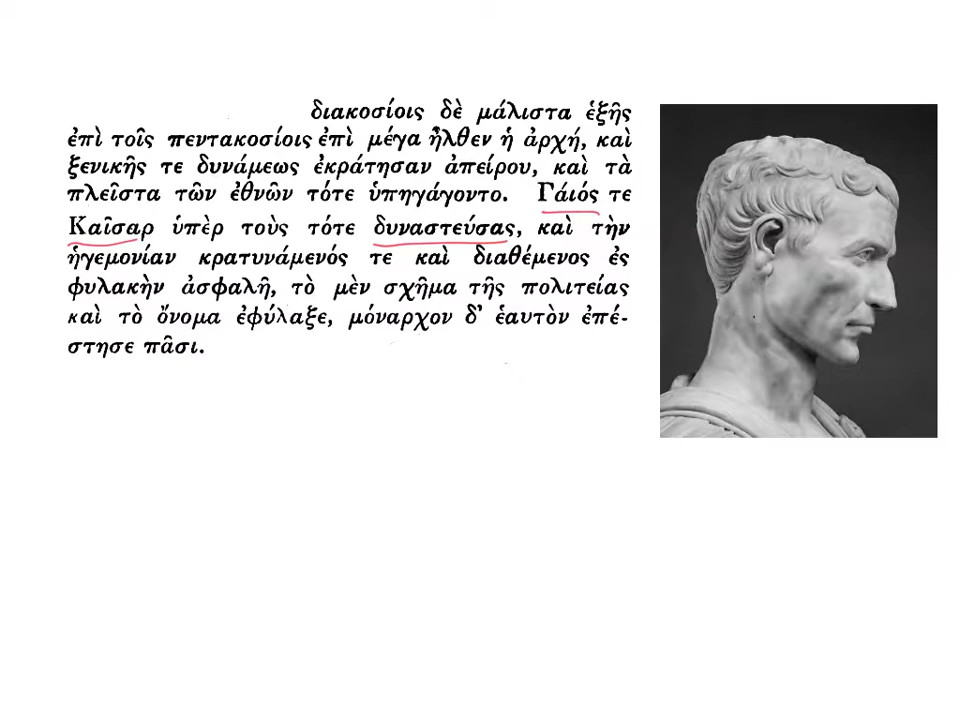 διακοσίοις δὲ μάλιστα ἑξῆς
ἐπὶ τοῖς πεντακοσίοις ἐπὶ μέγα ἦλθεν ἡ ἀρχή, καὶ
ξενικῆς τε δυνάμεως ἐκράτησαν ἀπείρου, καὶ τὰ
πλεῖστα τῶν ἐθνῶν τότε ὑπηγάγοντο. Γάιός τε
Καῖσαρ ὑπὲρ τοὺς τότε δυναστεύσας, καὶ τὴν
ἡγεμονίαν κρατυνάμενός τε καὶ διαθέμενος ἐς
φυλακὴν ἀσφαλῆ, τὸ μὲν σχῆμα τῆς πολιτείας
καὶ τὸ ὄνομα ἐφύλαξε, μόναρχον δ’ ἑαυτὸν ἐπέ-
στησε πᾶσι.